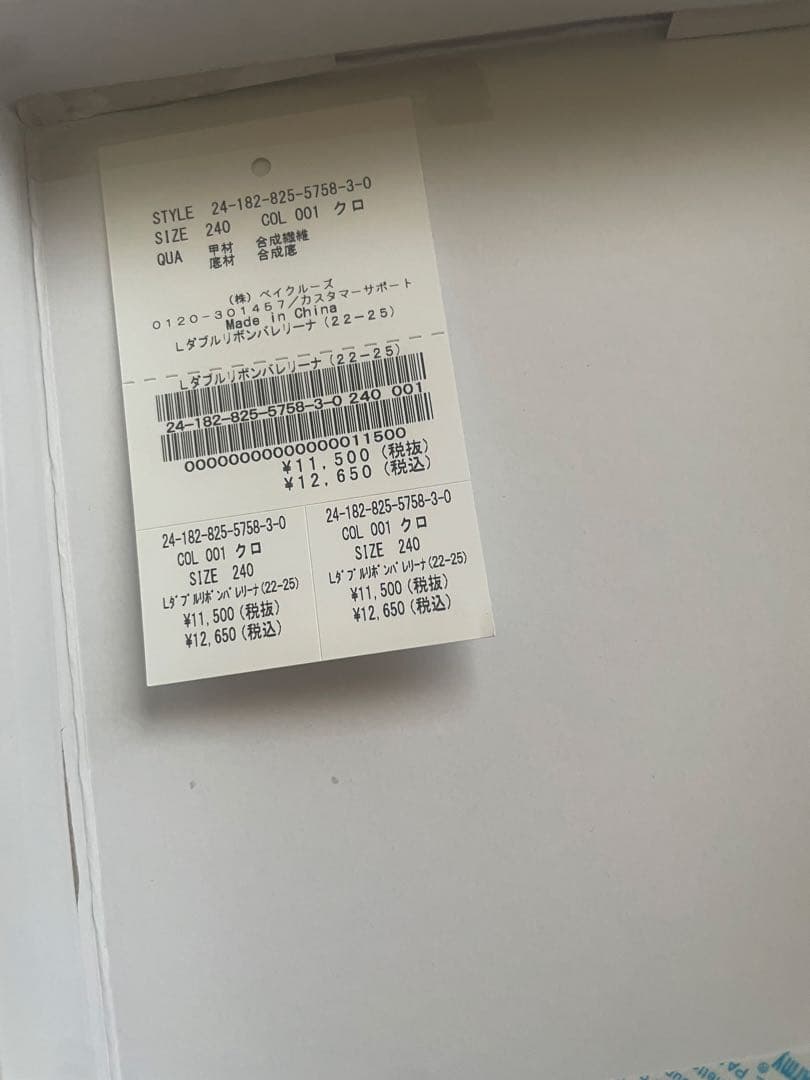 STYLE 24-182-825-5758-3-0
SIZE 240 COL 001 クロ
QUA 甲材 合成繊維
底材 合成底
(株) ベイクルーズ
0120-301457/カスタマーサポート
Made in China
Lダブルリボンバレリーナ(22-25)
Lダブルリボンバレリーナ(22-25)
24-182-825-5758-3-0 240 001
00000000000000011500
¥11,500(税抜)
¥12,650(税込)
24-182-825-5758-3-0
COL 001 クロ
SIZE 240
Lダブルリボンバレリーナ(22-25)
¥11,500(税抜)
¥12,650(税込)
24-182-825-5758-3-0
COL 001 クロ
SIZE 240
Lダブルリボンバレリーナ(22-25)
¥11,500(税抜)
¥12,650(税込)